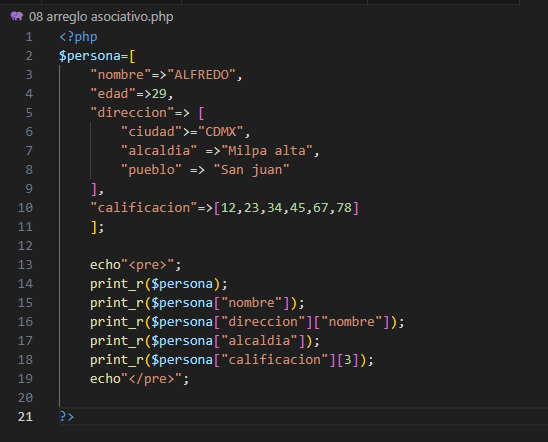 08 arreglo asociativo.php
1 <?php
2 $persona=[
3 "nombre"=>"ALFREDO",
4 "edad"=>29,
5 "direccion"=> [
6 "ciudad">="CDMX",
7 "alcaldia" =>"Milpa alta",
8 "pueblo" => "San juan"
9 ],
10 "calificacion"=>[12,23,34,45,67,78]
11 ];
12
13 echo"<pre>";
14 print_r($persona);
15 print_r($persona["nombre"]);
16 print_r($persona["direccion"]["nombre"]);
17 print_r($persona["alcaldia"]);
18 print_r($persona["calificacion"][3]);
19 echo"</pre>";
20
21 ?>